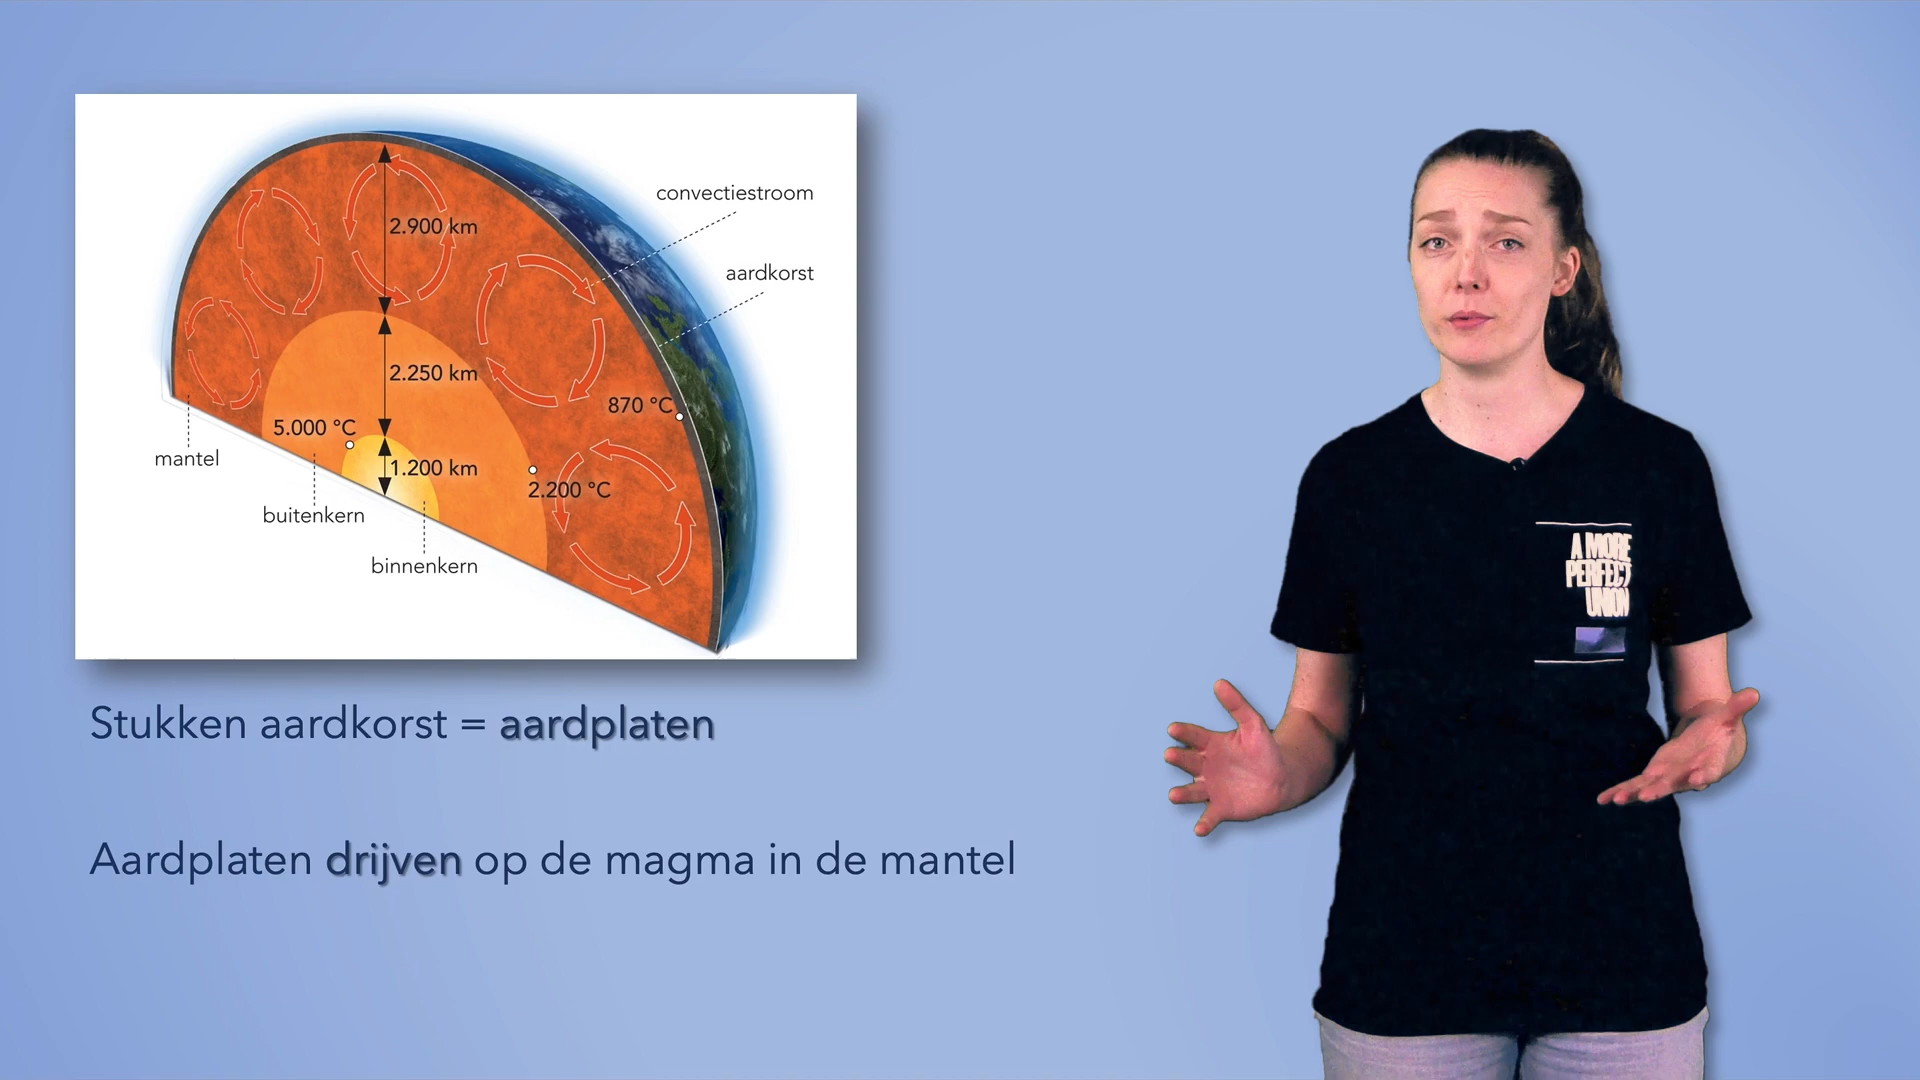 convectiestroom
aardkorst
2.900 km
2.250 km
870 °C
5.000 °C
1.200 km
2.200 °C
mantel
buitenkern
binnenkern
Stukken aardkorst = aardplaten
Aardplaten drijven op de magma in de mantel
A MORE
PERFECT
UNION